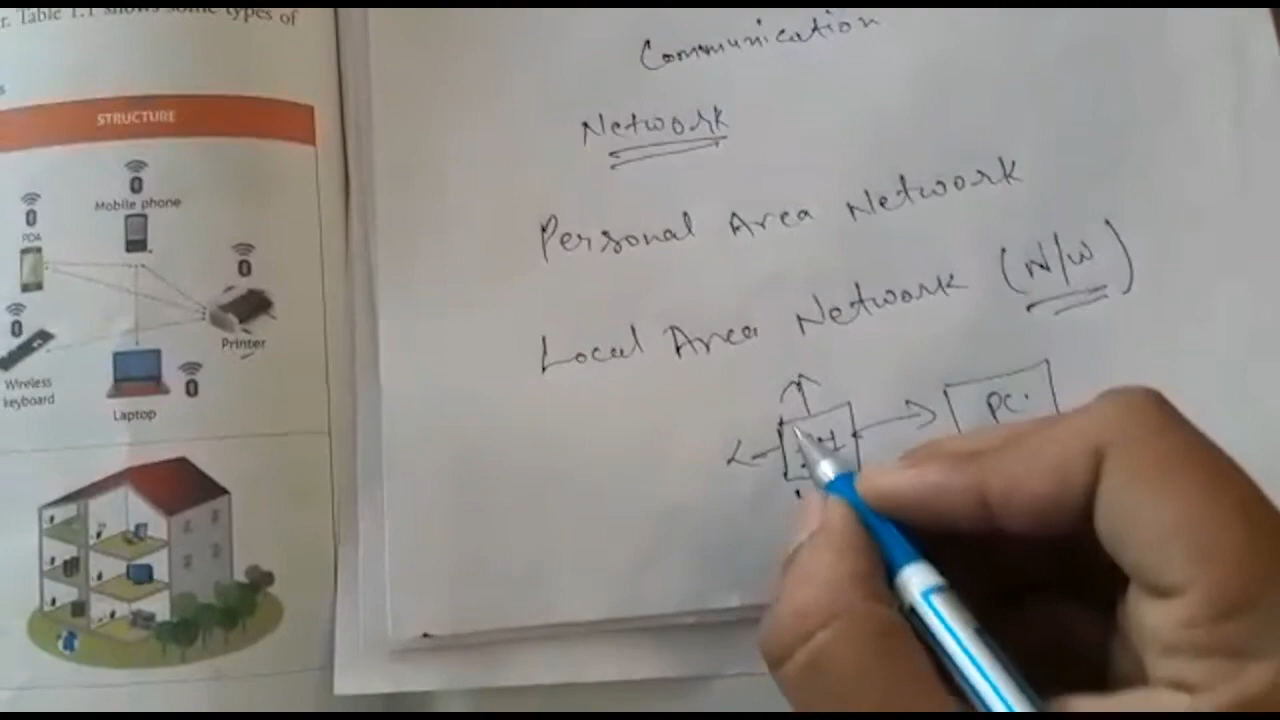 r. Table 1.1 shows some types of
s
STRUCTURE
Mobile phone
PDA
Printer
Wireless
keyboard
Laptop
Communication
Network
Personal Area Network
Local Area Network (N/W)
PC.